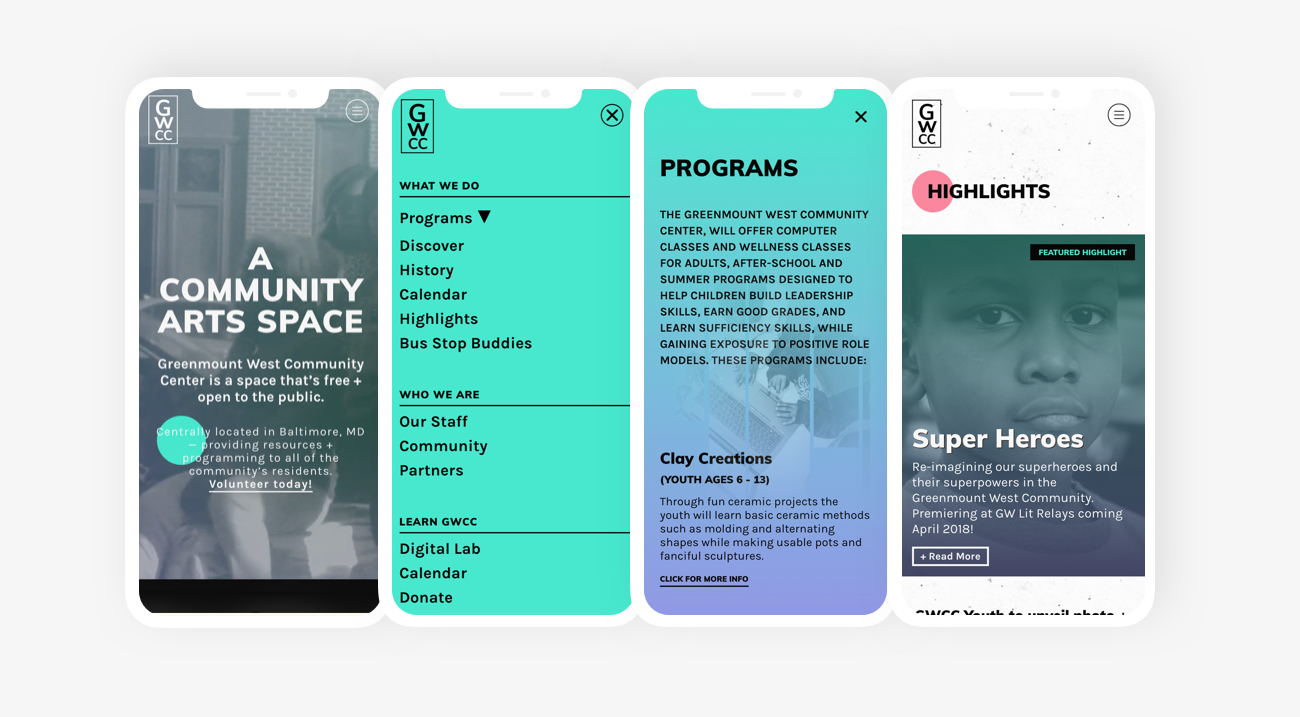 G
W
CC
A
COMMUNITY
ARTS SPACE
Greenmount West Community
Center is a space that's free +
open to the public.
Centrally located in Baltimore, MD
— providing resources +
programming to all of the
community's residents.
Volunteer today!
G
W
CC
WHAT WE DO
Programs ▼
Discover
History
Calendar
Highlights
Bus Stop Buddies
WHO WE ARE
Our Staff
Community
Partners
LEARN GWCC
Digital Lab
Calendar
Donate
PROGRAMS
THE GREENMOUNT WEST COMMUNITY
CENTER, WILL OFFER COMPUTER
CLASSES AND WELLNESS CLASSES
FOR ADULTS, AFTER-SCHOOL AND
SUMMER PROGRAMS DESIGNED TO
HELP CHILDREN BUILD LEADERSHIP
SKILLS, EARN GOOD GRADES, AND
LEARN SUFFICIENCY SKILLS, WHILE
GAINING EXPOSURE TO POSITIVE ROLE
MODELS. THESE PROGRAMS INCLUDE:
Clay Creations
(YOUTH AGES 6 - 13)
Through fun ceramic projects the
youth will learn basic ceramic methods
such as molding and alternating
shapes while making usable pots and
fanciful sculptures.
CLICK FOR MORE INFO
G
W
CC
HIGHLIGHTS
FEATURED HIGHLIGHT
Super Heroes
Re-imagining our superheroes and
their superpowers in the
Greenmount West Community.
Premiering at GW Lit Relays coming
April 2018!
+ Read More
GWCC Youth to unveil photo +